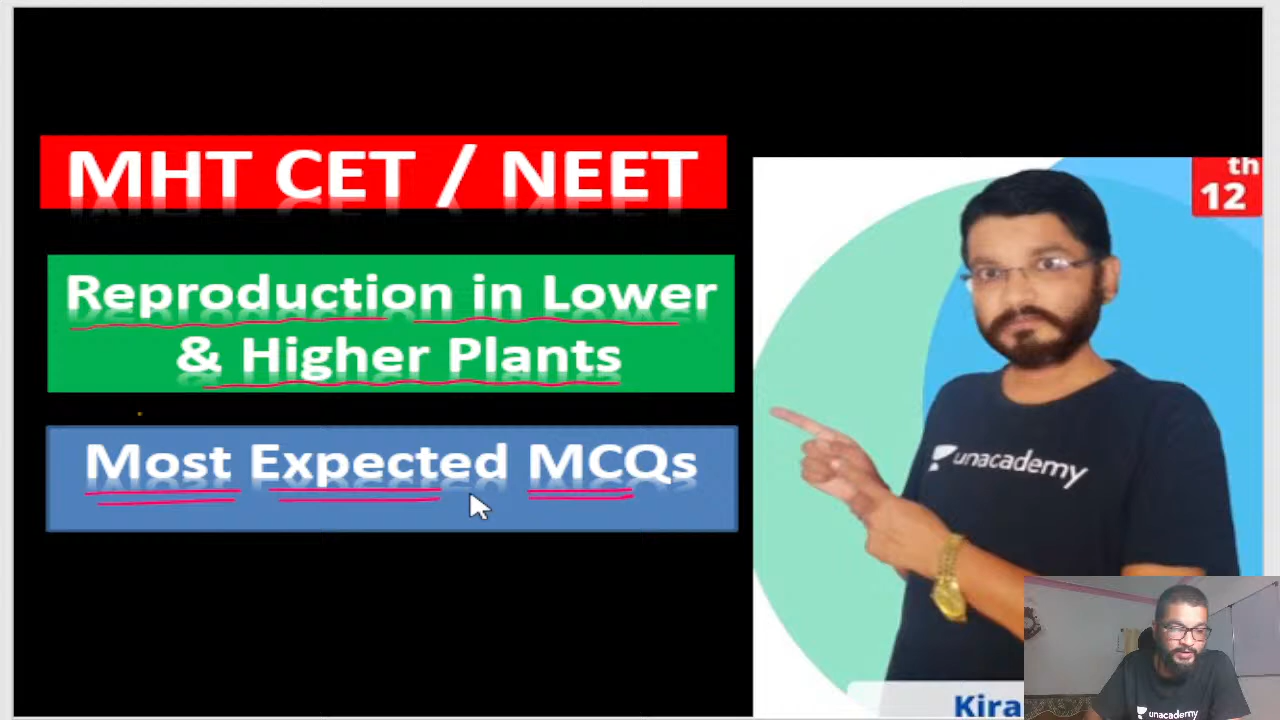 MHT CET / NEET
Reproduction in Lower
& Higher Plants
Most Expected MCQs
th
12
unacademy
Kira
unacademy